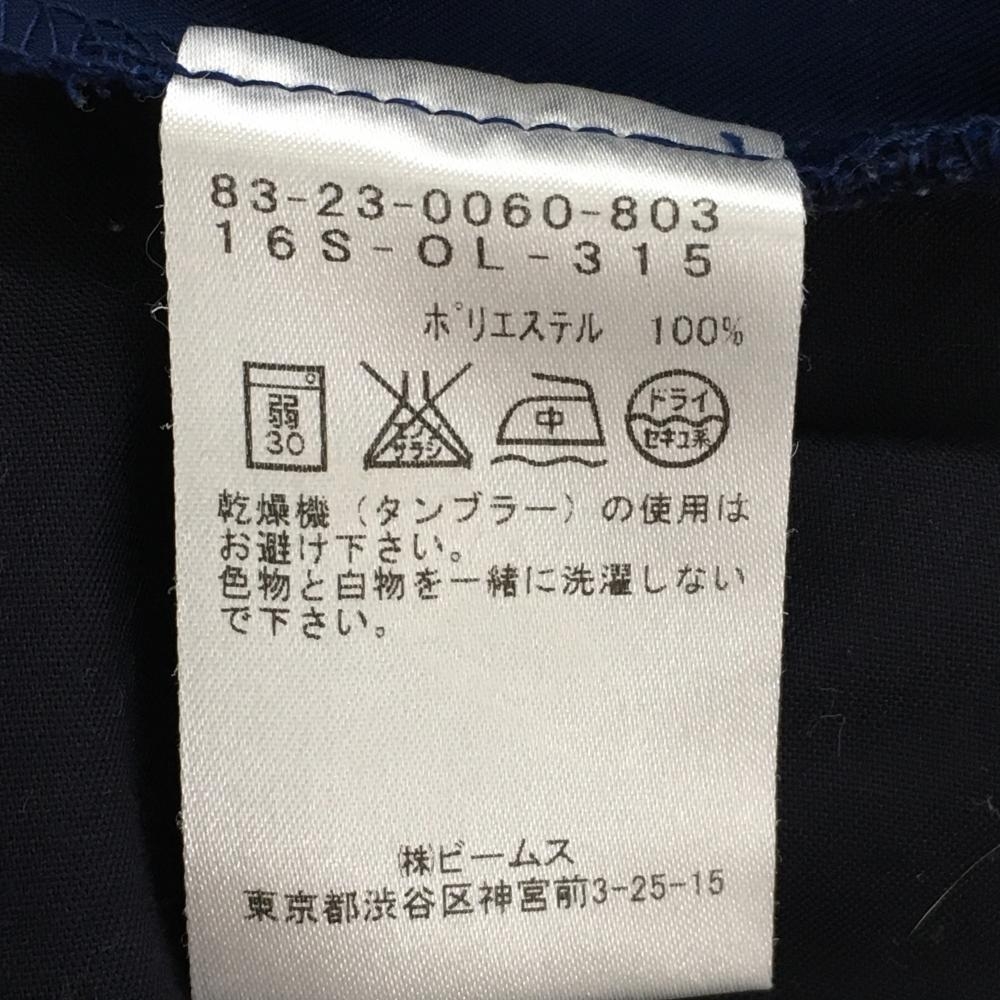 83-23-0060-803
16S-OL-315
ポリエステル 100%
弱
30
エンソ
サラシ
中
ドライ
セキユ系
乾燥機（タンブラー）の使用は
お避け下さい。
色物と白物を一緒に洗濯しない
で下さい。
㈱ビームス
東京都渋谷区神宮前3-25-15